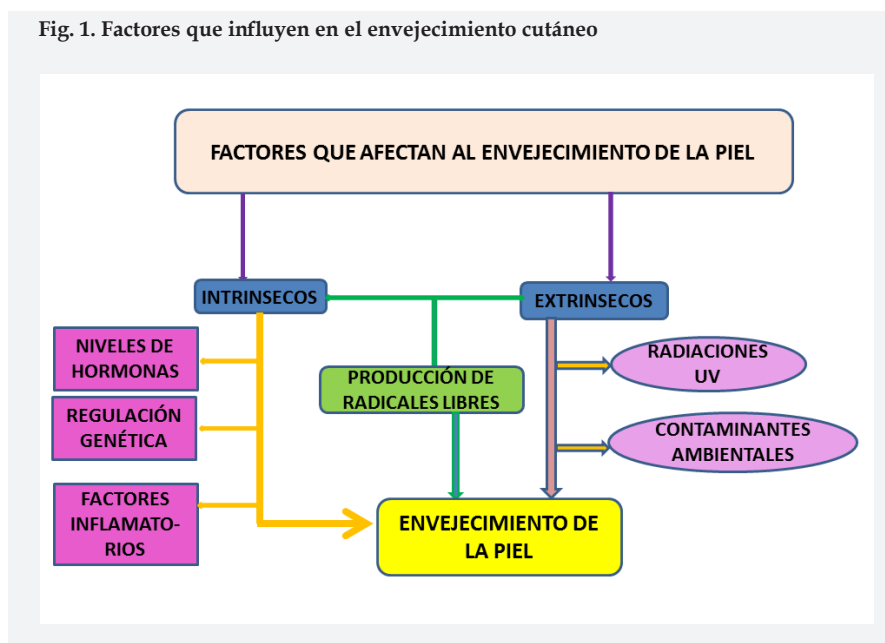 Fig. 1. Factores que influyen en el envejecimiento cutáneo
FACTORES QUE AFECTAN AL ENVEJECIMIENTO DE LA PIEL
INTRINSECOS
EXTRINSECOS
NIVELES DE
HORMONAS
REGULACIÓN
GENÉTICA
FACTORES
INFLAMATO-
RIOS
PRODUCCIÓN DE
RADICALES LIBRES
RADIACIONES
UV
CONTAMINANTES
AMBIENTALES
ENVEJECIMIENTO DE
LA PIEL